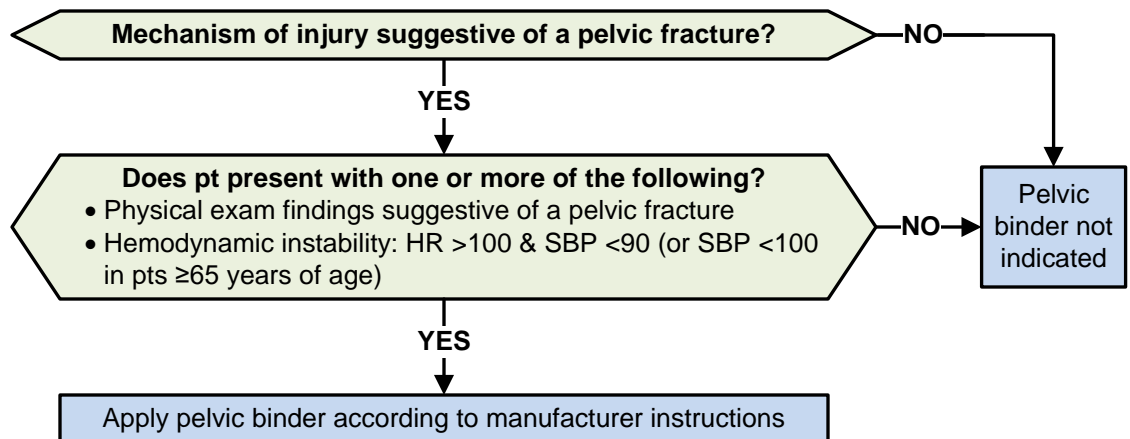 Mechanism of injury suggestive of a pelvic fracture?
NO
YES
Does pt present with one or more of the following?
• Physical exam findings suggestive of a pelvic fracture
• Hemodynamic instability: HR >100 & SBP <90 (or SBP <100
in pts ≥65 years of age)
NO
Pelvic
binder not
indicated
YES
Apply pelvic binder according to manufacturer instructions